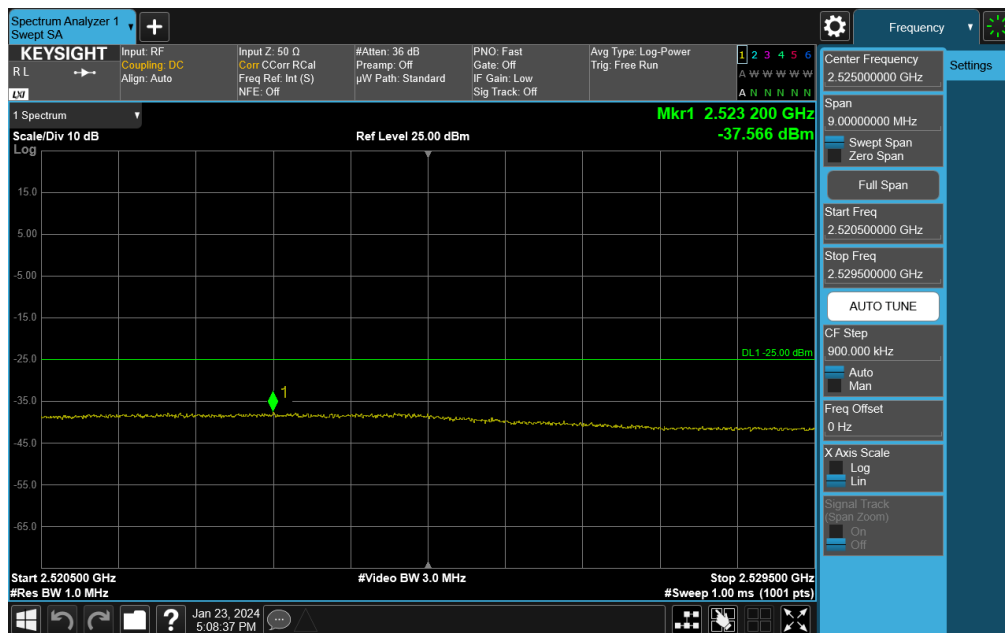 Spectrum Analyzer 1
Swept SA
+
Frequency
KEYSIGHT
R L
LXI
Input: RF
Coupling: DC
Align: Auto
Input Z: 50 Ω
Corr CCorr RCal
Freq Ref: Int (S)
NFE: Off
#Atten: 36 dB
Preamp: Off
µW Path: Standard
PNO: Fast
Gate: Off
IF Gain: Low
Sig Track: Off
Avg Type: Log-Power
Trig: Free Run
1 2 3 4 5 6
A W W W W W
A N N N N N
Center Frequency
2.525000000 GHz
Settings
Span
9.00000000 MHz
Swept Span
Zero Span
Full Span
Start Freq
2.520500000 GHz
Stop Freq
2.529500000 GHz
AUTO TUNE
CF Step
900.000 kHz
Auto
Man
Freq Offset
0 Hz
X Axis Scale
Log
Lin
Signal Track
(Span Zoom)
On
Off
1 Spectrum
Mkr1 2.523 200 GHz
-37.566 dBm
Scale/Div 10 dB
Ref Level 25.00 dBm
Log
15.0
5.00
-5.00
-15.0
-25.0
DL1 -25.00 dBm
-35.0
1
-45.0
-55.0
-65.0
Start 2.520500 GHz
#Video BW 3.0 MHz
Stop 2.529500 GHz
#Res BW 1.0 MHz
#Sweep 1.00 ms (1001 pts)
?
Jan 23, 2024
5:08:37 PM